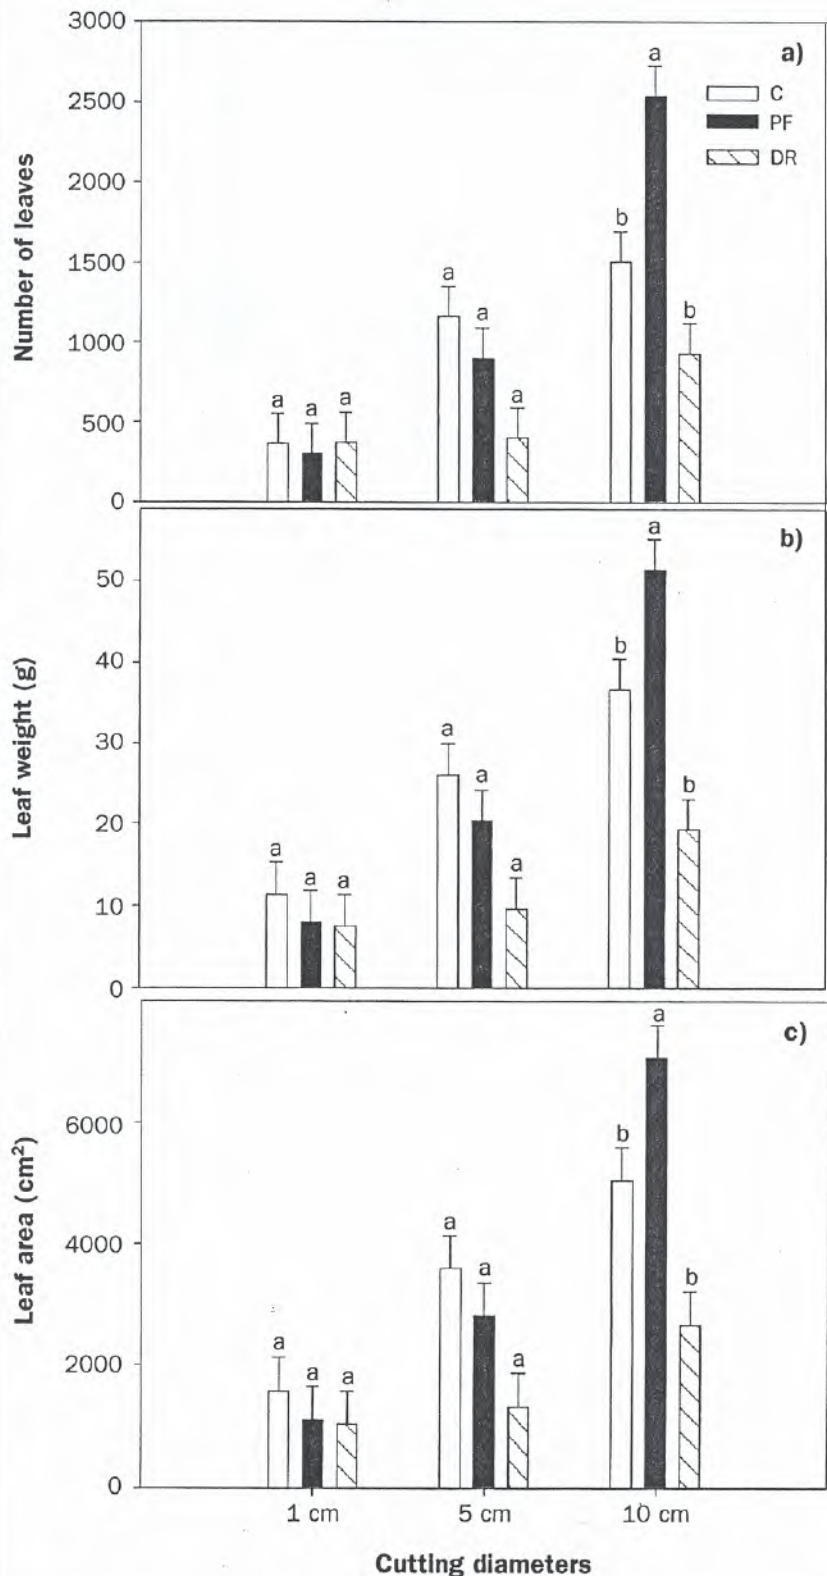 3000
2500
2000
1500
1000
500
0
Number of leaves
a)
C
PF
DR
a a a
a a a
b a b
50
40
30
20
10
0
Leaf weight (g)
b)
a a a
a a a
b a b
6000
4000
2000
0
Leaf area (cm²)
c)
a a a
a a a
b a b
1 cm 5 cm 10 cm
Cutting diameters